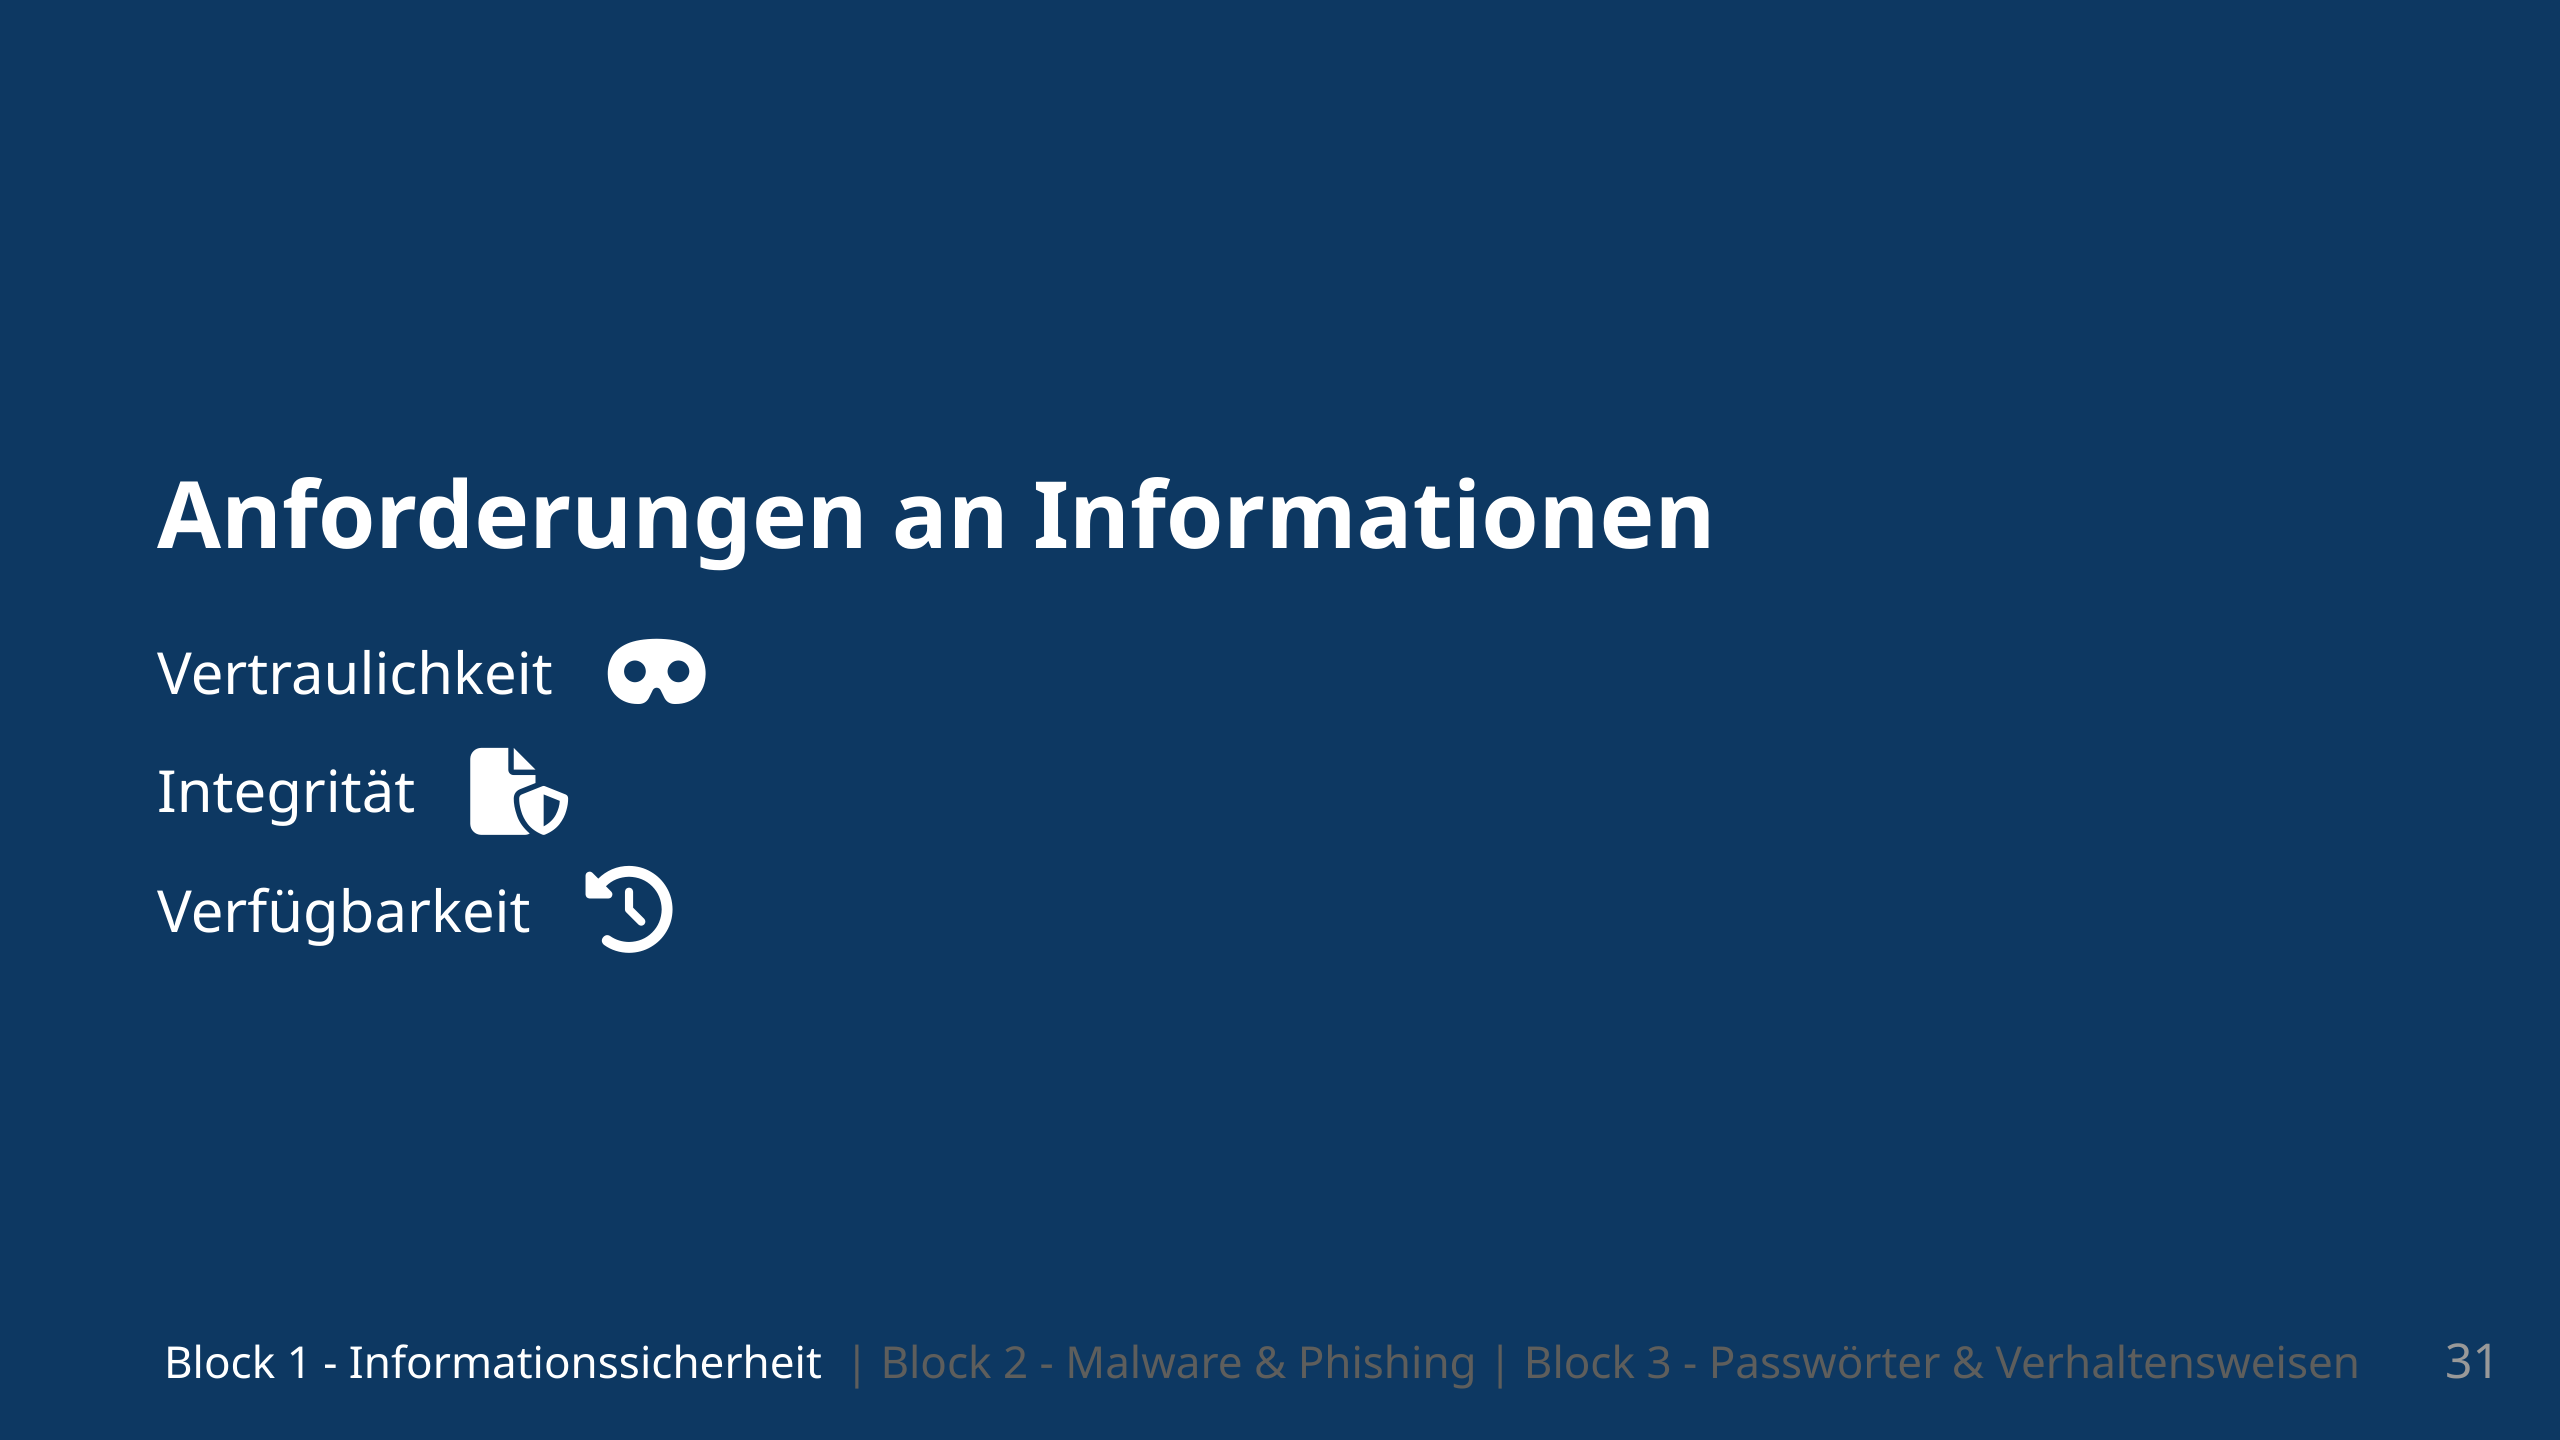 Anforderungen an Informationen
Vertraulichkeit
Integrität
Verfügbarkeit
Block 1 - Informationssicherheit | Block 2 - Malware & Phishing | Block 3 - Passwörter & Verhaltensweisen 31